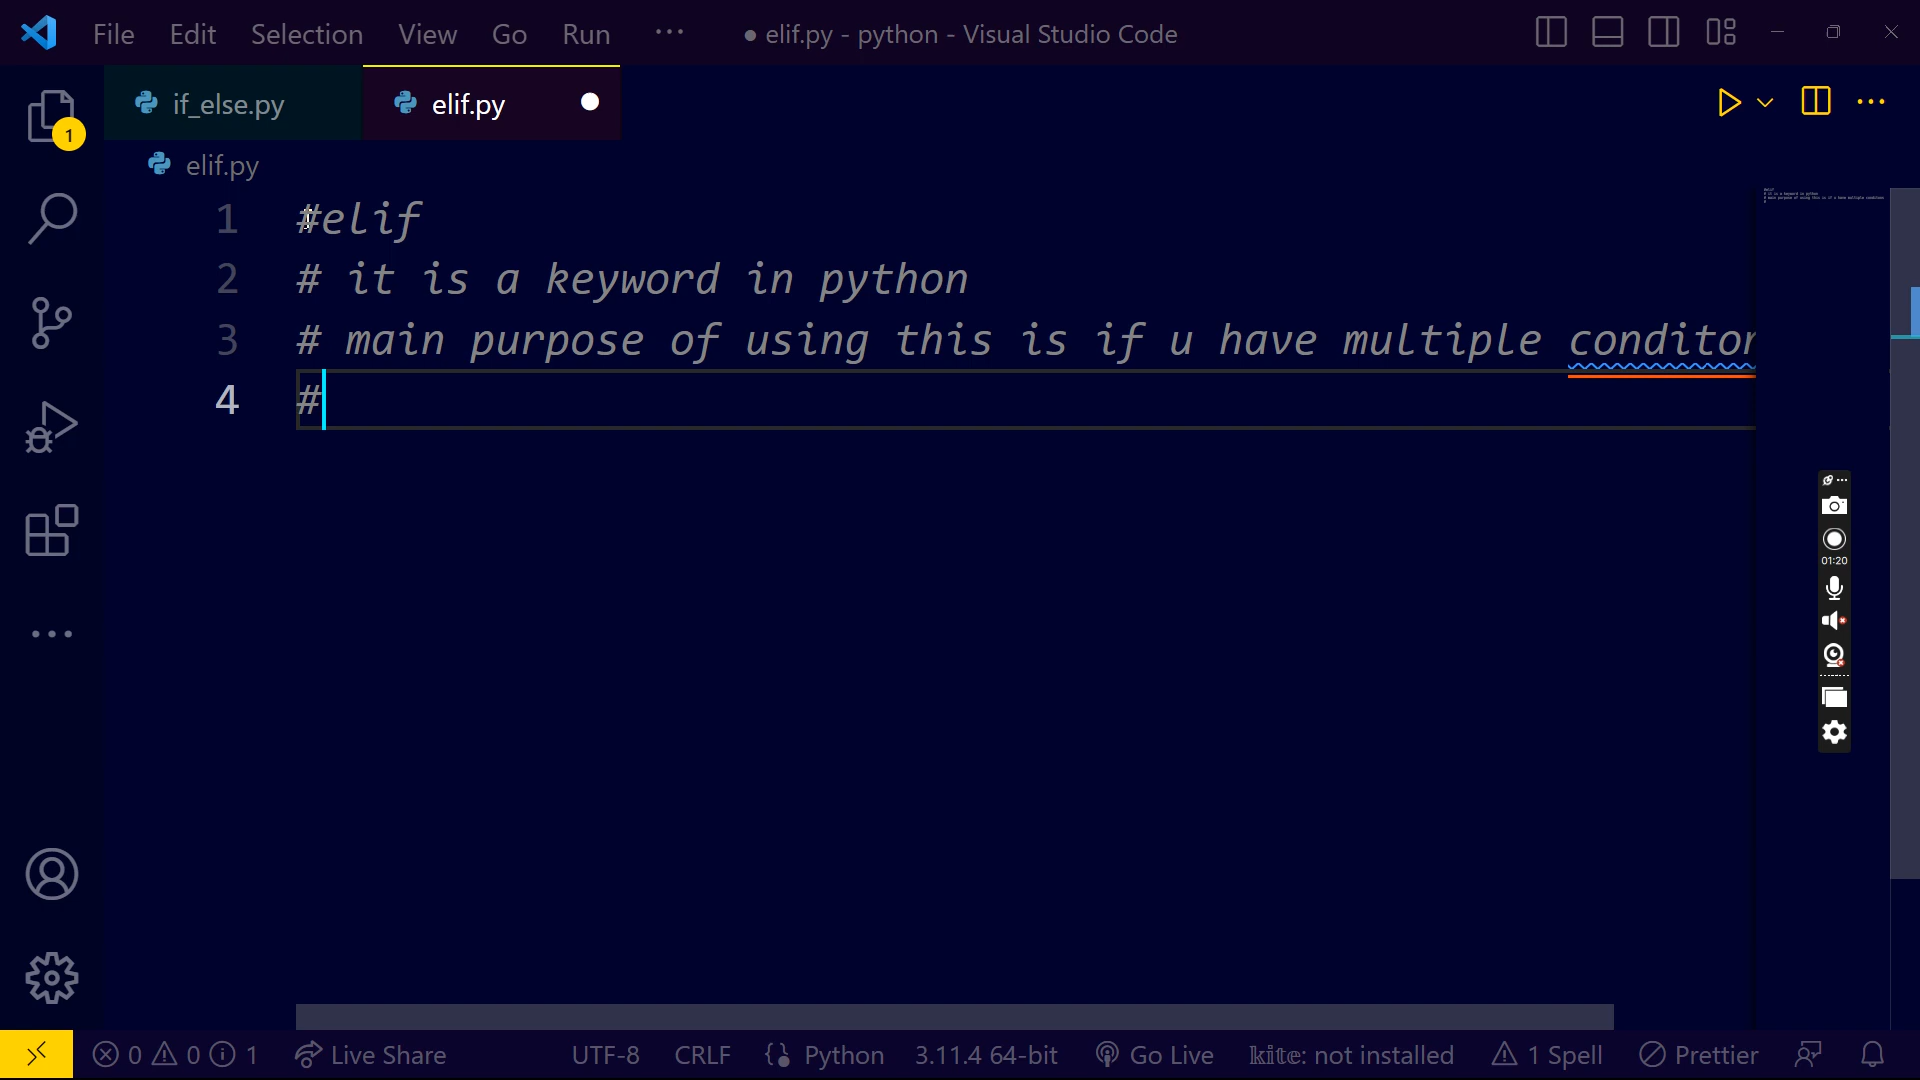 File Edit Selection View Go Run ··· ● elif.py - python - Visual Studio Code
if_else.py elif.py
1
elif.py
1 #elif
2 # it is a keyword in python
3 # main purpose of using this is if u have multiple conditon
4 #
01:20
0 0 1 Live Share UTF-8 CRLF {} Python 3.11.4 64-bit Go Live kite: not installed 1 Spell Prettier